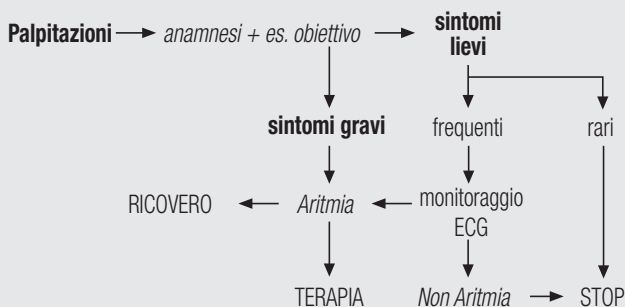 Palpitazioni anamnesi + es. obiettivo sintomi
lievi
sintomi gravi frequenti rari
RICOVERO Aritmia monitoraggio
ECG
TERAPIA Non Aritmia STOP